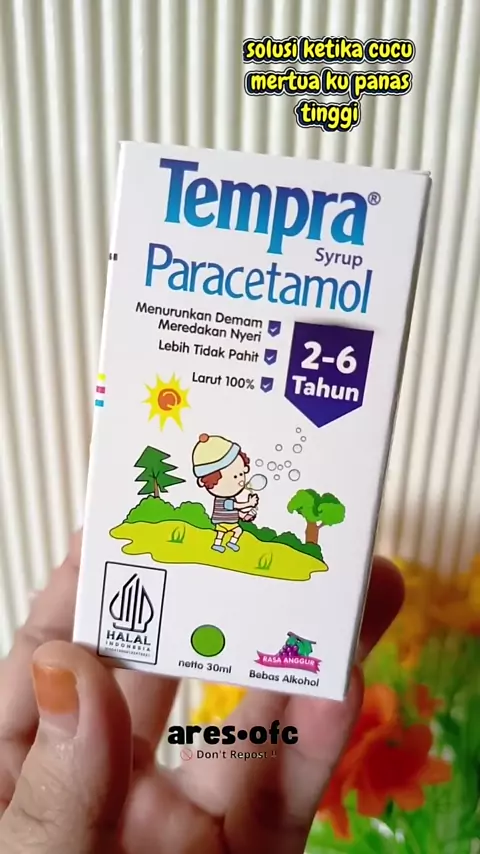 solusi ketika cucu
mertua ku panas
tinggi
Tempra®
Syrup
Paracetamol
Menurunkan Demam
Meredakan Nyeri
Lebih Tidak Pahit
Larut 100%
2-6
Tahun
HALAL
INDONESIA
netto 30ml
RASA ANGGUR
Bebas Alkohol
ares•ofc
Don't Repost !!